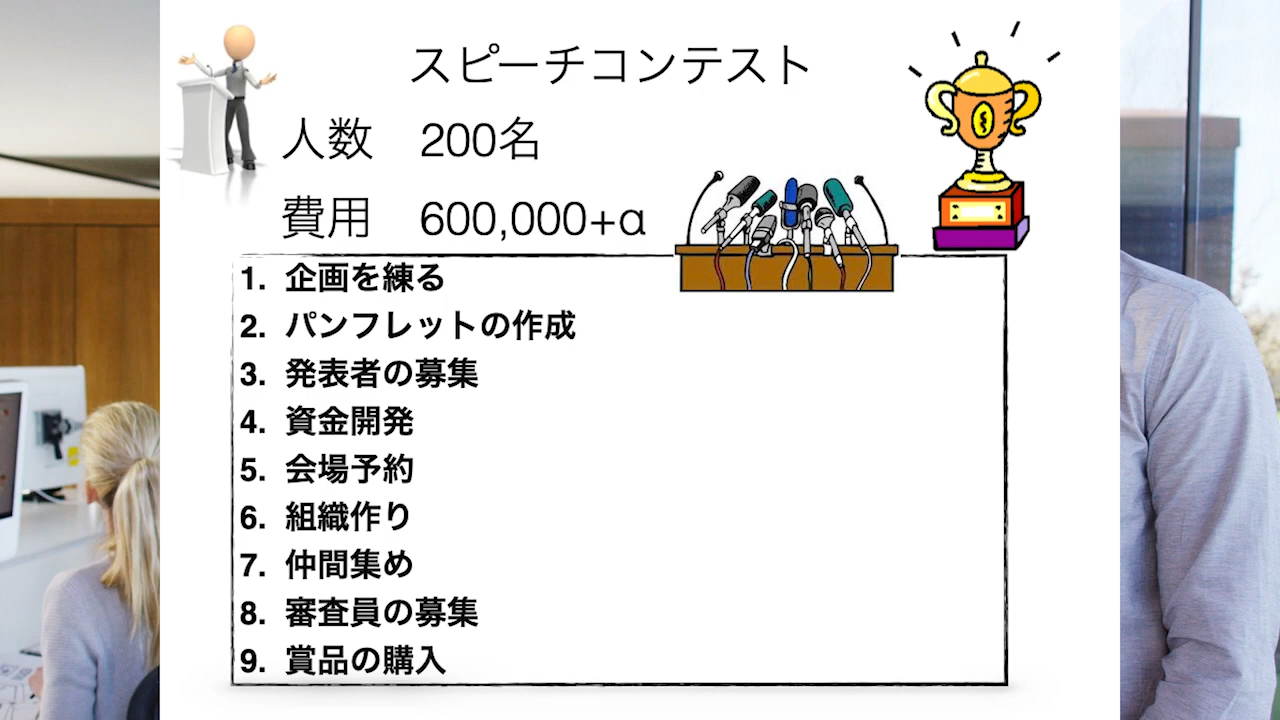 スピーチコンテスト
人数　200名
費用　600,000+α
1. 企画を練る
2. パンフレットの作成
3. 発表者の募集
4. 資金開発
5. 会場予約
6. 組織作り
7. 仲間集め
8. 審査員の募集
9. 賞品の購入